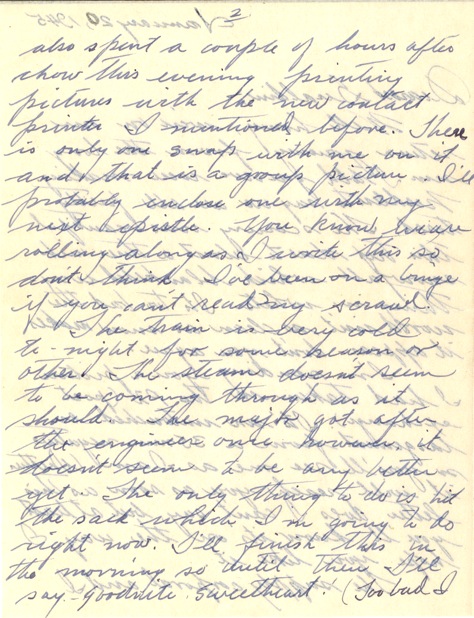 2
also spent a couple of hours after
chow this evening printing
pictures with the new contact
printer I mentioned before. There
is only one snap with me on it
and that is a group picture. I'll
probably enclose one with my
next epistle. You know we are
rolling along as I write this so
don't think I've been on a binge
if you can't read my scrawl.
The train is very cold
to-night for some reason or
other. The steam doesn't seem
to be coming through as it
should. The major got after
the engineer once however it
doesn't seem to be any better
yet. The only thing to do is hit
the sack which I'm going to do
right now. I'll finish this in
the morning so until then I'll
say goodnite sweetheart! (Too bad I